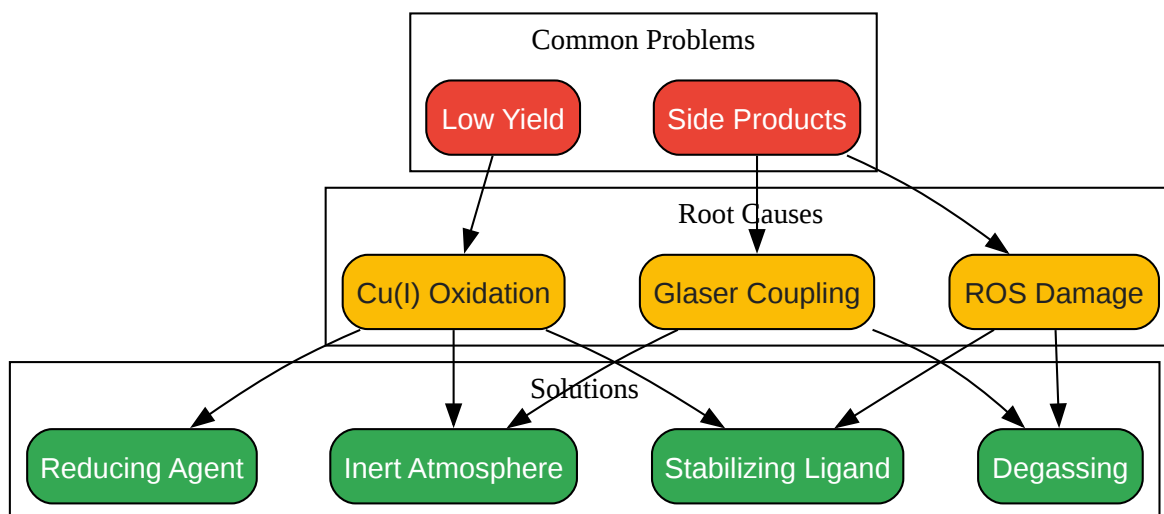 Common Problems
Low Yield
Side Products
Root Causes
Cu(I) Oxidation
Glaser Coupling
ROS Damage
Solutions
Reducing Agent
Inert Atmosphere
Stabilizing Ligand
Degassing